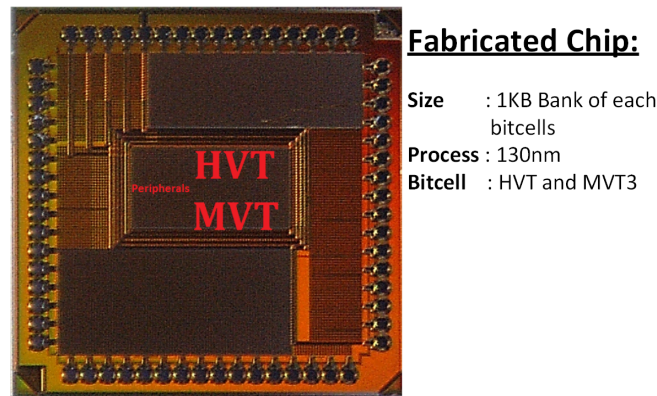 Fabricated Chip:
Size : 1KB Bank of each
bitcells
Process : 130nm
Bitcell : HVT and MVT3
HVT
Peripherals
MVT